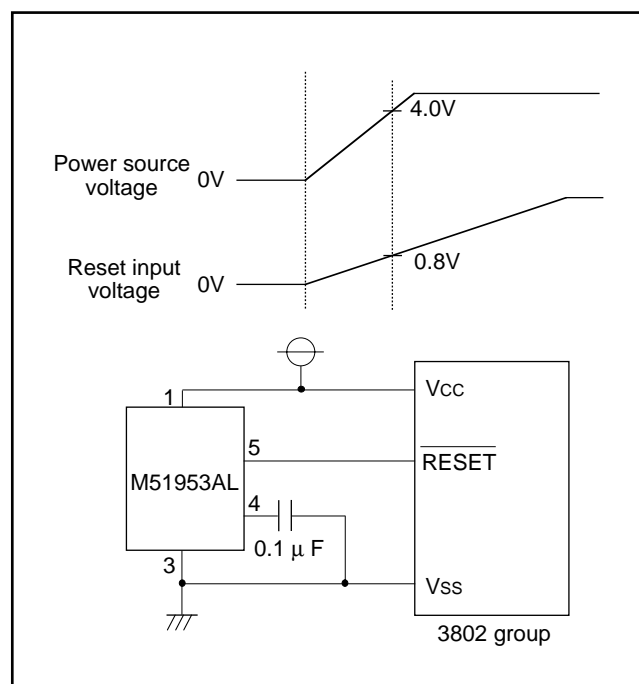 4.0V
Power source
voltage
0V
Reset input
voltage
0V
0.8V
1
VCC
5
RESET
M51953AL
4
0.1 μ F
3
VSS
3802 group